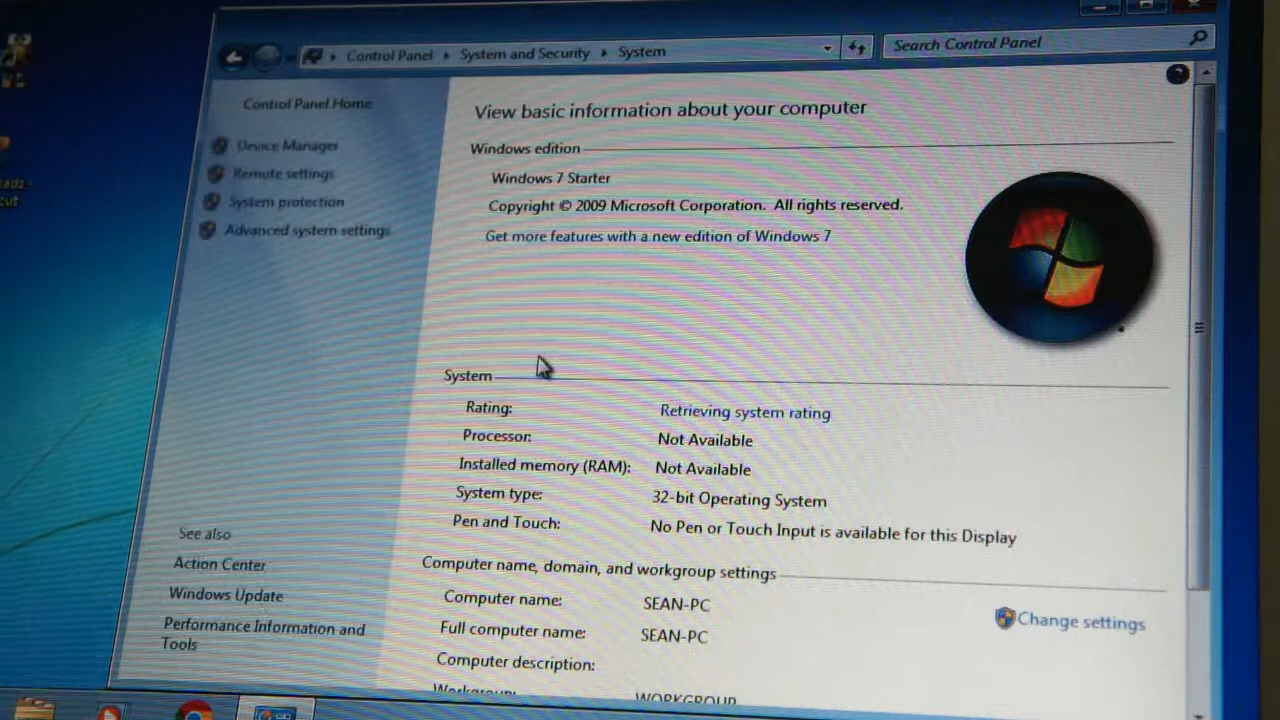 Control Panel ▸ System and Security ▸ System
Search Control Panel
Control Panel Home
Device Manager
Remote settings
System protection
Advanced system settings
View basic information about your computer
Windows edition
Windows 7 Starter
Copyright © 2009 Microsoft Corporation. All rights reserved.
Get more features with a new edition of Windows 7
System
Rating: Retrieving system rating
Processor: Not Available
Installed memory (RAM): Not Available
System type: 32-bit Operating System
Pen and Touch: No Pen or Touch Input is available for this Display
Computer name, domain, and workgroup settings
Computer name: SEAN-PC
Full computer name: SEAN-PC
Computer description:
Workgroup: WORKGROUP
Change settings
See also
Action Center
Windows Update
Performance Information and
Tools